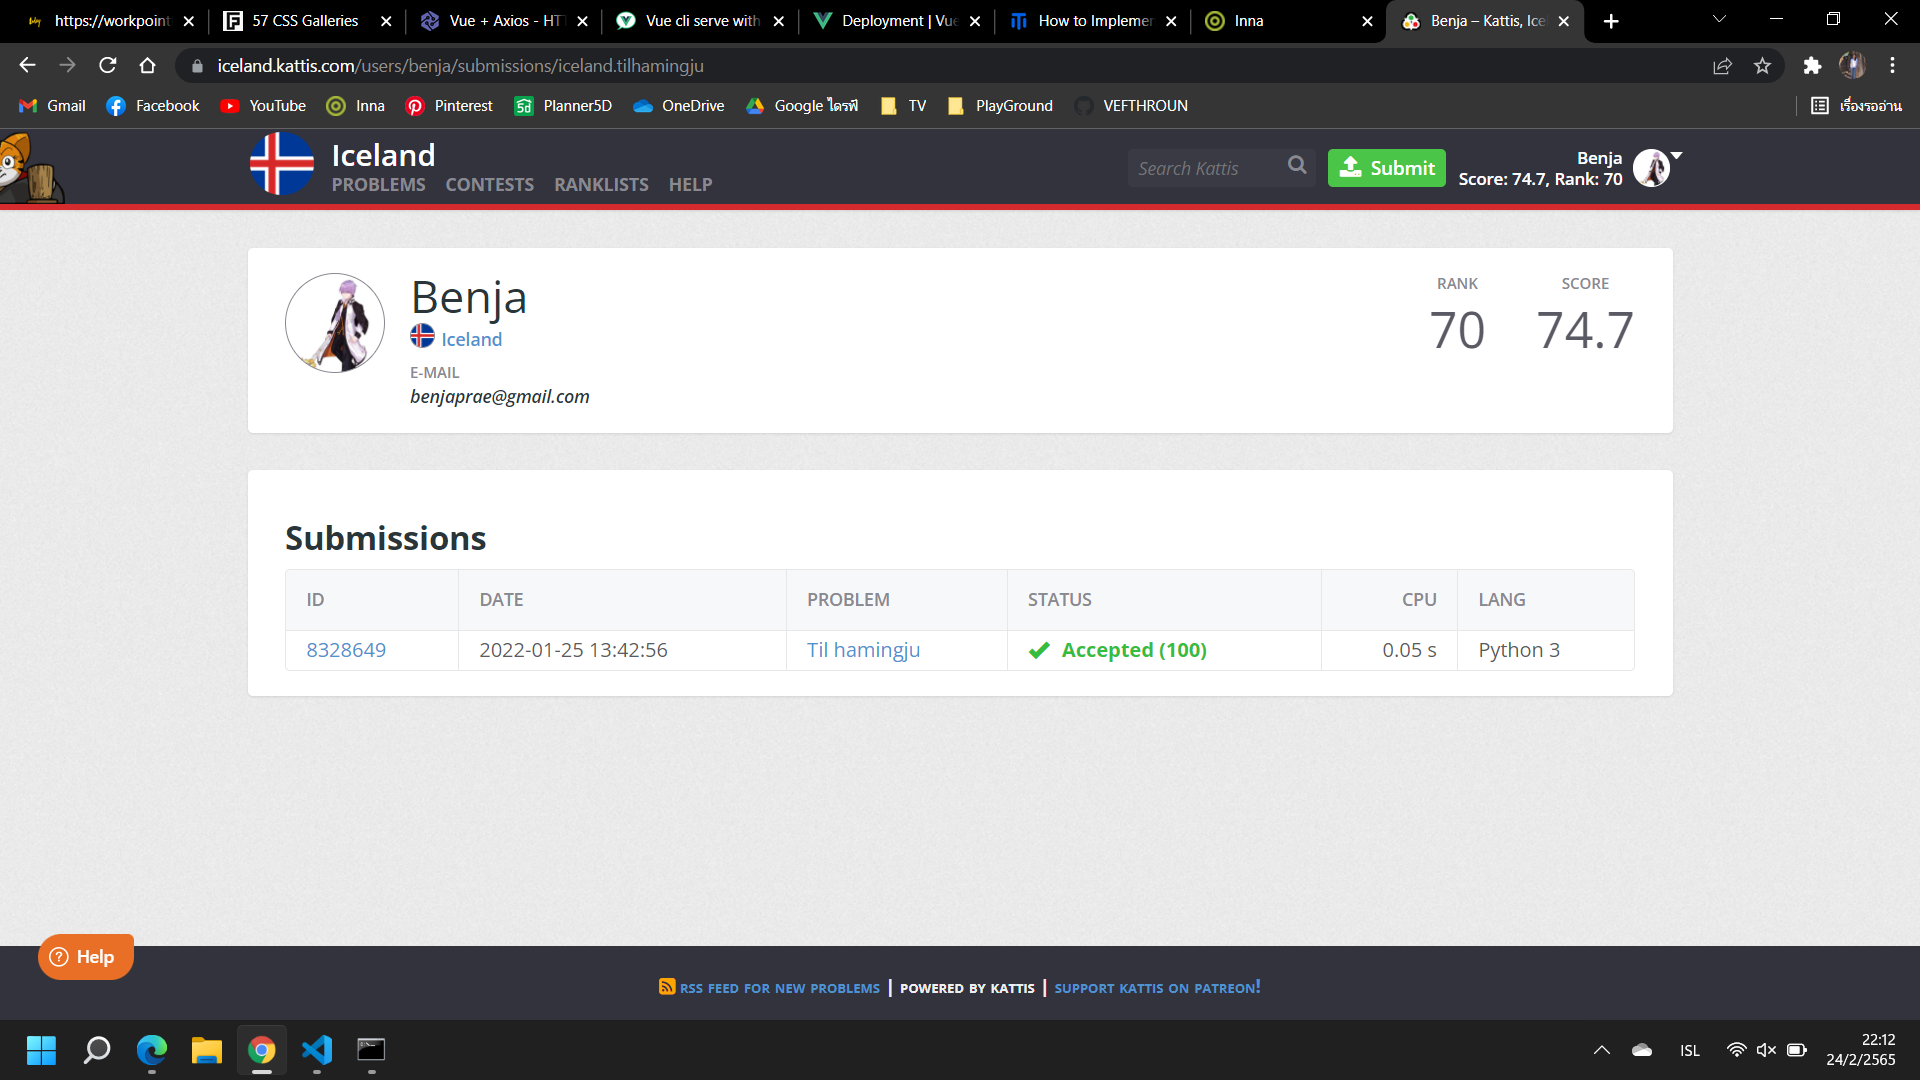 https://workpoint
57 CSS Galleries
Vue + Axios - HT
Vue cli serve with
Deployment | Vue
How to Implemer
Inna
Benja – Kattis, Ice
iceland.kattis.com/users/benja/submissions/iceland.tilhamingju
Gmail
Facebook
YouTube
Inna
Pinterest
Planner5D
OneDrive
Google ไดรฟ์
TV
PlayGround
VEFTHROUN
เรื่องรออ่าน
Iceland
PROBLEMS CONTESTS RANKLISTS HELP
Search Kattis
Submit
Benja
Score: 74.7, Rank: 70
Benja
Iceland
E-MAIL
benjaprae@gmail.com
RANK
70
SCORE
74.7
Submissions
ID DATE PROBLEM STATUS CPU LANG
8328649 2022-01-25 13:42:56 Til hamingju Accepted (100) 0.05 s Python 3
Help
RSS FEED FOR NEW PROBLEMS | POWERED BY KATTIS | SUPPORT KATTIS ON PATREON!
ISL
22:12
24/2/2565